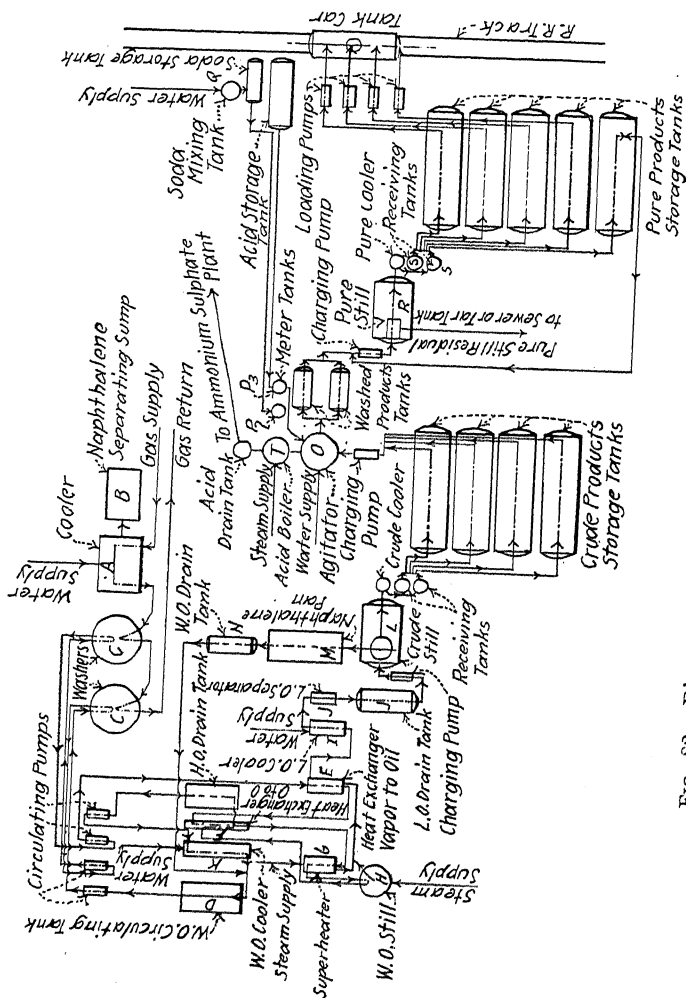 Circulating Pumps
Washers
Water
Supply
Cooler
Naphthalene
Separating Sump
A
B
C
C
Gas Supply
Gas Return
W.O. Circulating Tank
Water
Supply
D
W.O. Cooler
Steam Supply
Superheater
W.O. Still
H.O. Drain Tank
Heat Exchanger
O to O
K
F
G
H
Steam
Supply
E
Heat Exchanger
Vapor to Oil
L.O. Cooler
Water
Supply
I
L.O. Separator
J
J
L.O. Drain Tank
Charging Pump
W.O. Drain
Tank
N
Naphthalene
Pan
M
L
Crude Still
Crude Cooler
Receiving
Tanks
Crude Products
Storage Tanks
Acid
Drain Tank
To Ammonium Sulphate
Plant
Steam Supply
Acid Boiler
Water Supply
Agitator
Charging
Pump
T
O
P₂
P₃
Meter Tanks
Washed
Products
Tanks
Charging Pump
Pure
Still
R
Pure Still Residual
to Sewer or Tar Tank
Pure Cooler
Receiving
Tanks
S
S
Pure Products
Storage Tanks
Loading Pumps
Soda
Mixing
Tank
Water Supply
Q
Soda Storage Tank
Acid Storage
Tank
Tank Car
R.R. Track